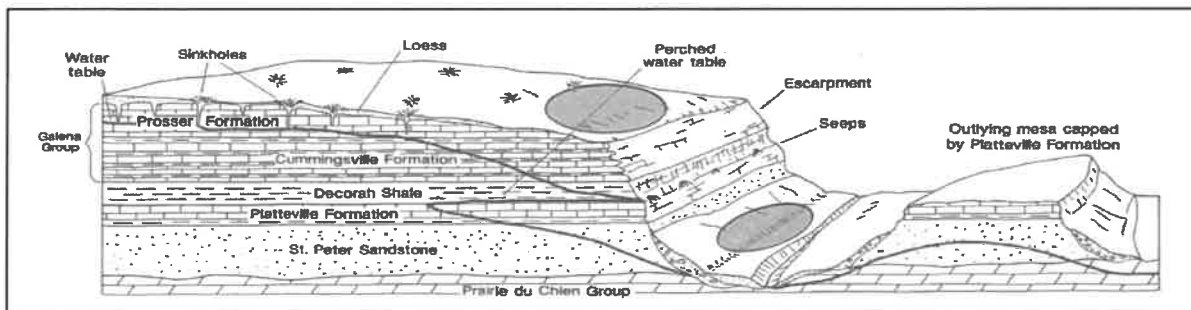 Water
table
Sinkholes
Loess
Perched
water table
Escarpment
Seeps
Outlying mesa capped
by Platteville Formation
Galena
Group
Prosser Formation
Cummingsville Formation
Decorah Shale
Platteville Formation
St. Peter Sandstone
Prairie du Chien Group